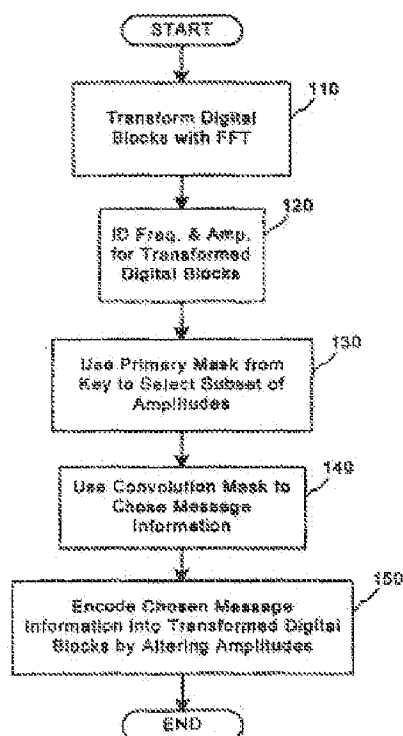 START
110
Transform Digital
Blocks with FFT
120
ID Freq. & Amp.
for Transformed
Digital Blocks
130
Use Primary Mask from
Key to Select Subset of
Amplitudes
140
Use Convolution Mask to
Chose Message
Information
150
Encode Chosen Message
Information into Transformed Digital
Blocks by Altering Amplitudes
END